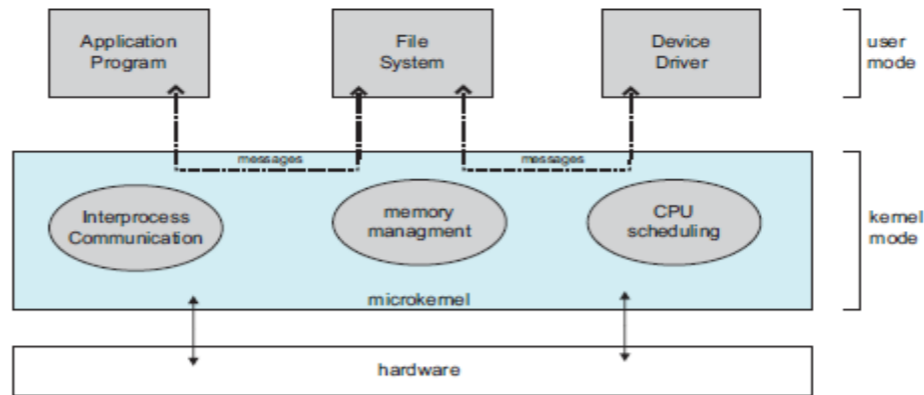 Application
Program
File
System
Device
Driver
user
mode
messages
messages
Interprocess
Communication
memory
managment
CPU
scheduling
kernel
mode
microkernel
hardware